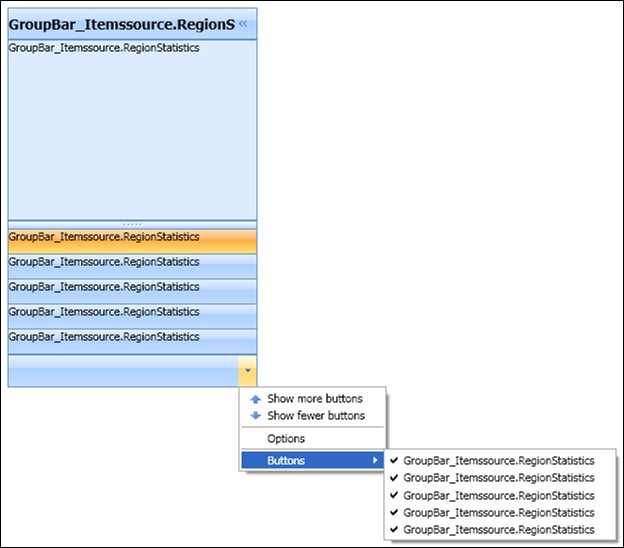 GroupBar_Itemssource.RegionS
GroupBar_Itemssource.RegionStatistics
GroupBar_Itemssource.RegionStatistics
GroupBar_Itemssource.RegionStatistics
GroupBar_Itemssource.RegionStatistics
GroupBar_Itemssource.RegionStatistics
GroupBar_Itemssource.RegionStatistics
Show more buttons
Show fewer buttons
Options
Buttons
GroupBar_Itemssource.RegionStatistics
GroupBar_Itemssource.RegionStatistics
GroupBar_Itemssource.RegionStatistics
GroupBar_Itemssource.RegionStatistics
GroupBar_Itemssource.RegionStatistics